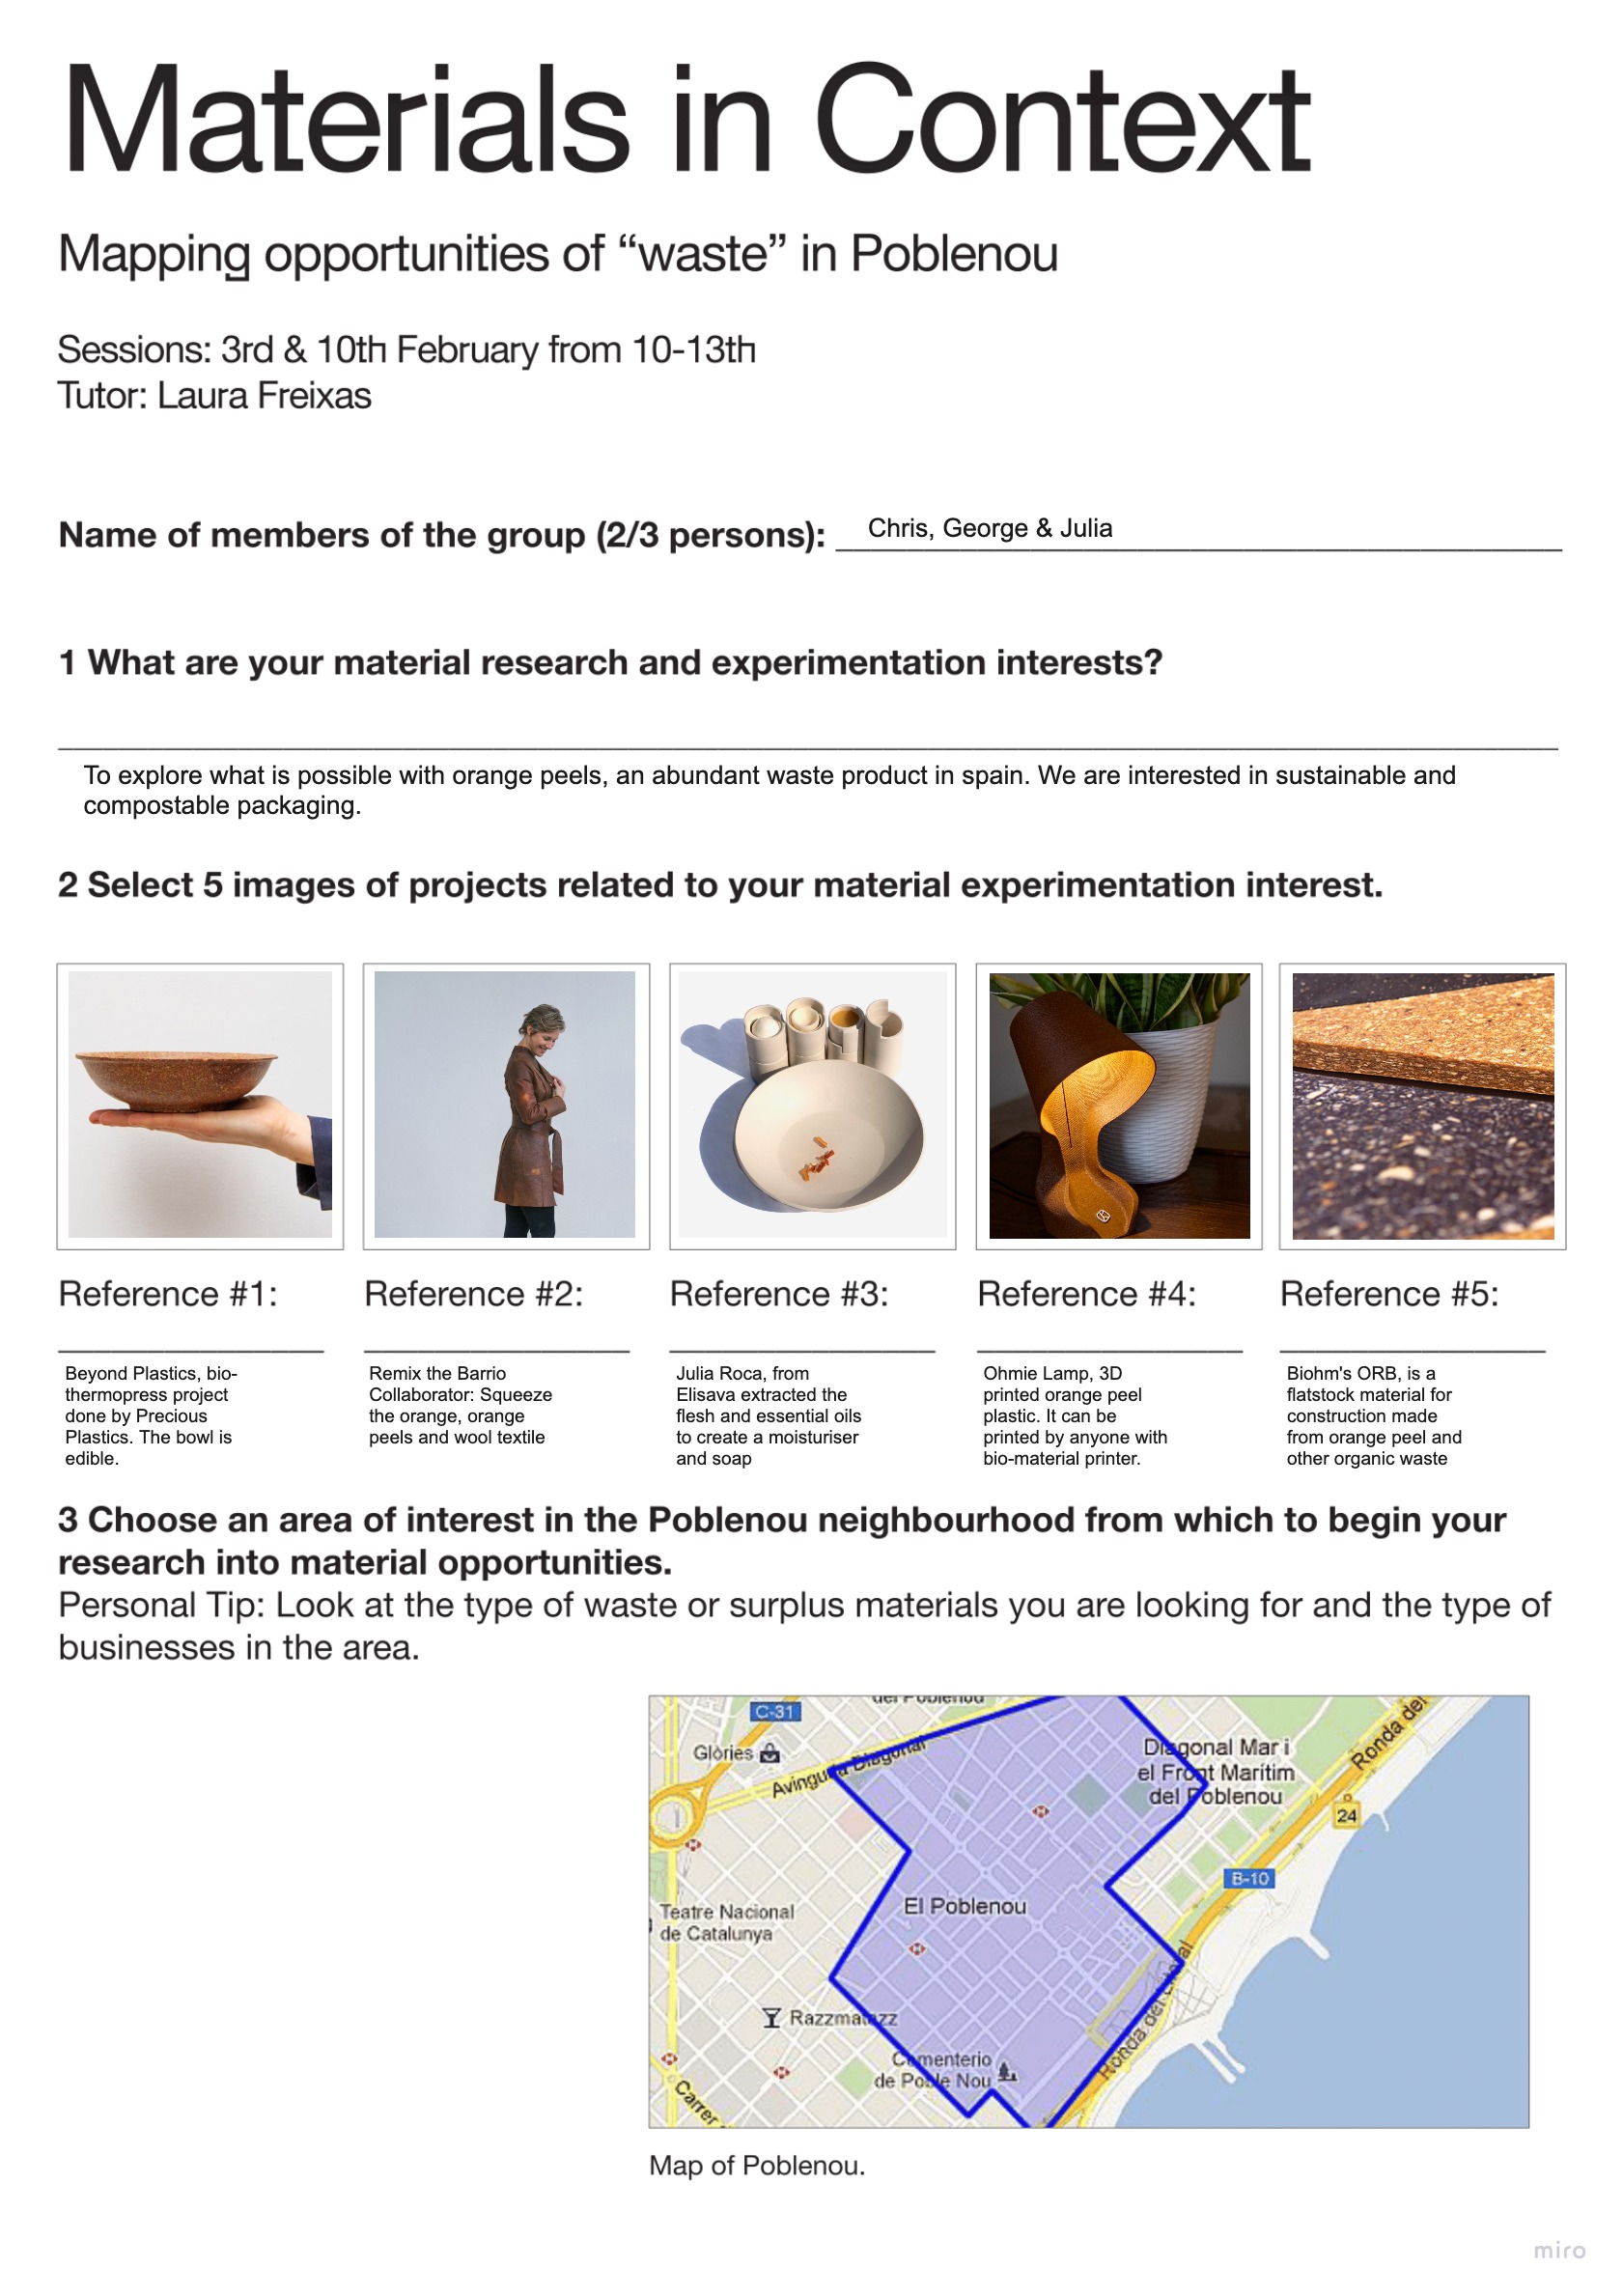 Materials in Context
Mapping opportunities of “waste” in Poblenou
Sessions: 3rd & 10th February from 10-13th
Tutor: Laura Freixas
Name of members of the group (2/3 persons): Chris, George & Julia
1 What are your material research and experimentation interests?
To explore what is possible with orange peels, an abundant waste product in spain. We are interested in sustainable and
compostable packaging.
2 Select 5 images of projects related to your material experimentation interest.
Reference #1:
Beyond Plastics, bio-
thermopress project
done by Precious
Plastics. The bowl is
edible.
Reference #2:
Remix the Barrio
Collaborator: Squeeze
the orange, orange
peels and wool textile
Reference #3:
Julia Roca, from
Elisava extracted the
flesh and essential oils
to create a moisturiser
and soap
Reference #4:
Ohmie Lamp, 3D
printed orange peel
plastic. It can be
printed by anyone with
bio-material printer.
Reference #5:
Biohm's ORB, is a
flatstock material for
construction made
from orange peel and
other organic waste
3 Choose an area of interest in the Poblenou neighbourhood from which to begin your
research into material opportunities.
Personal Tip: Look at the type of waste or surplus materials you are looking for and the type of
businesses in the area.
del Poblenou
C-31
Glòries
Avinguda Diagonal
Diagonal Mar i
el Front Marítim
del Poblenou
Ronda del
24
B-10
El Poblenou
Teatre Nacional
de Catalunya
Razzmatazz
Ronda del Litoral
Cementerio
de Poble Nou
Carrer
Map of Poblenou.
miro